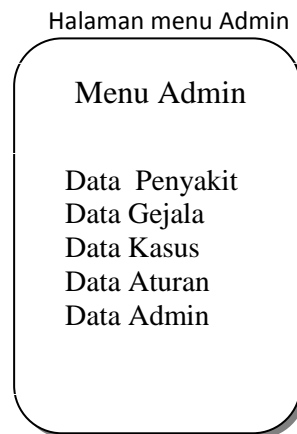 Halaman menu Admin
Menu Admin
Data Penyakit
Data Gejala
Data Kasus
Data Aturan
Data Admin